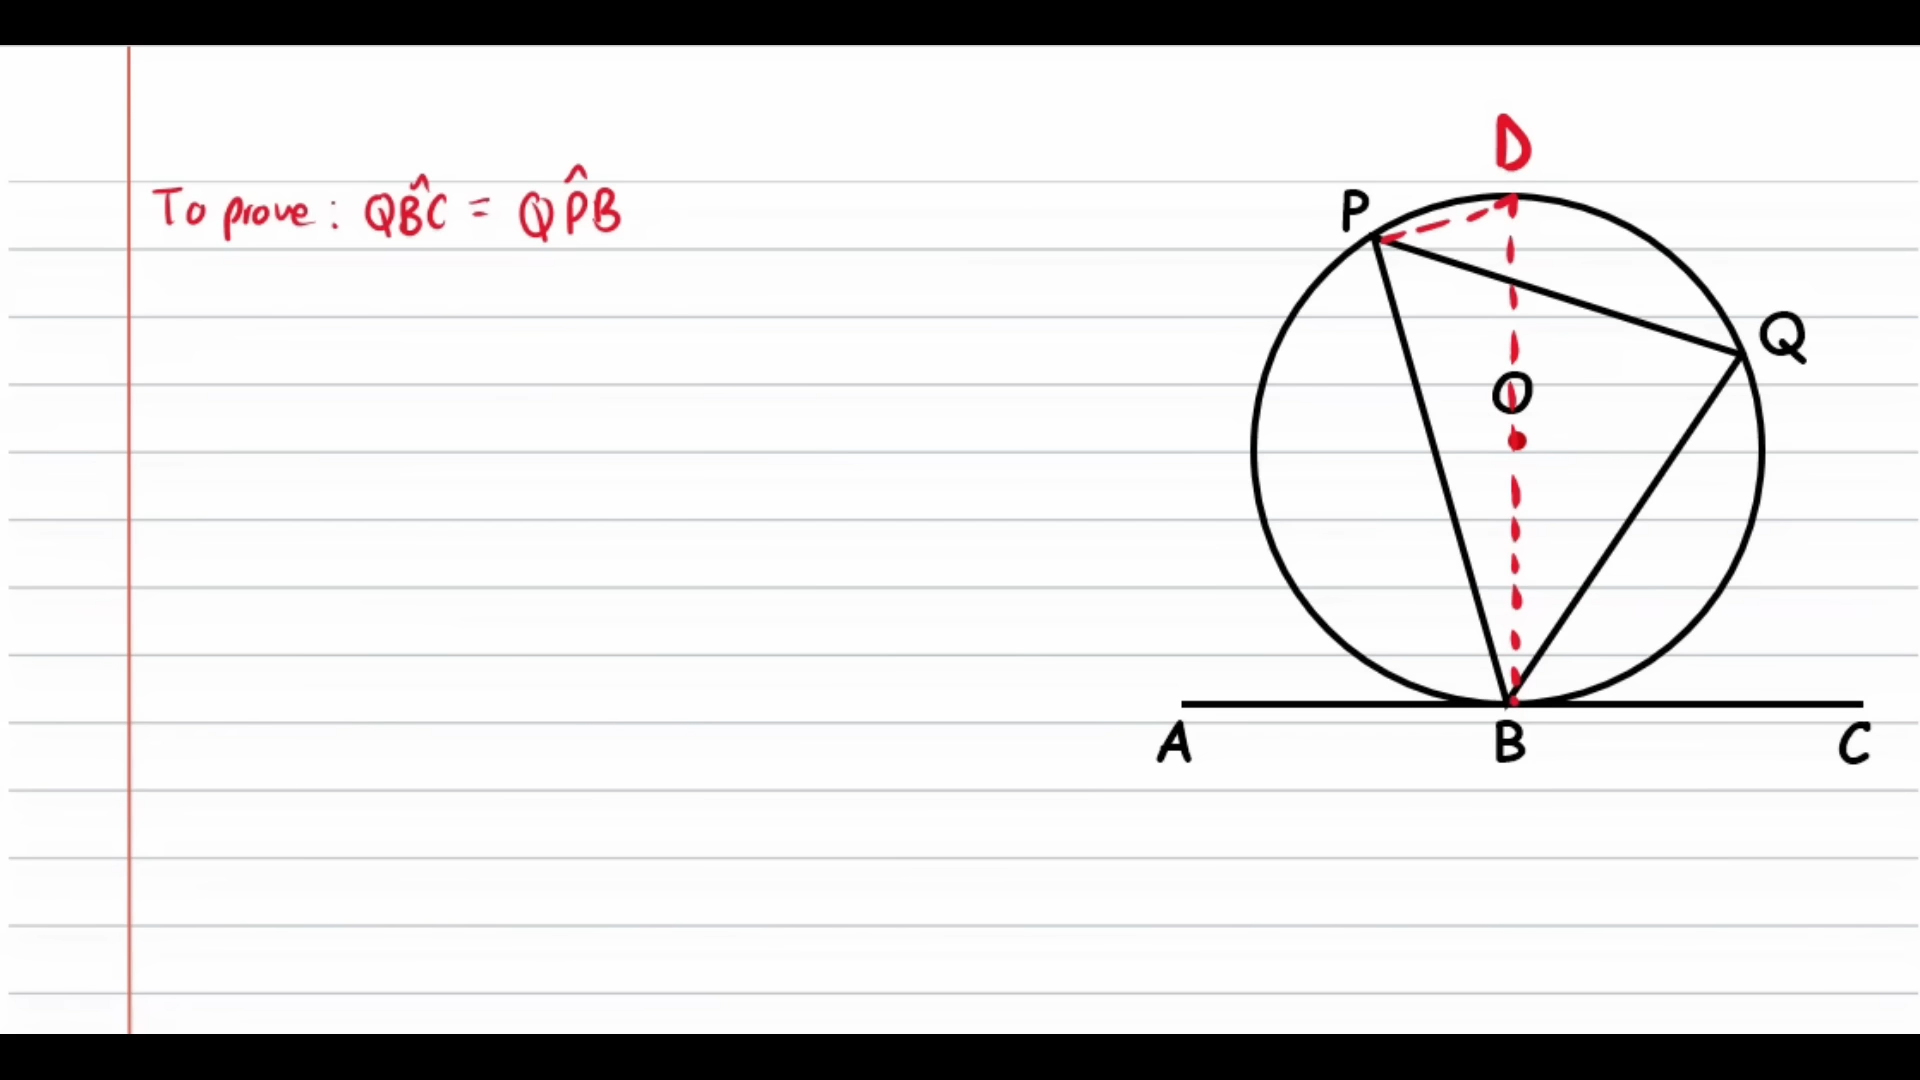 To prove : QB̂C = QP̂B
D
P
Q
O
A
B
C